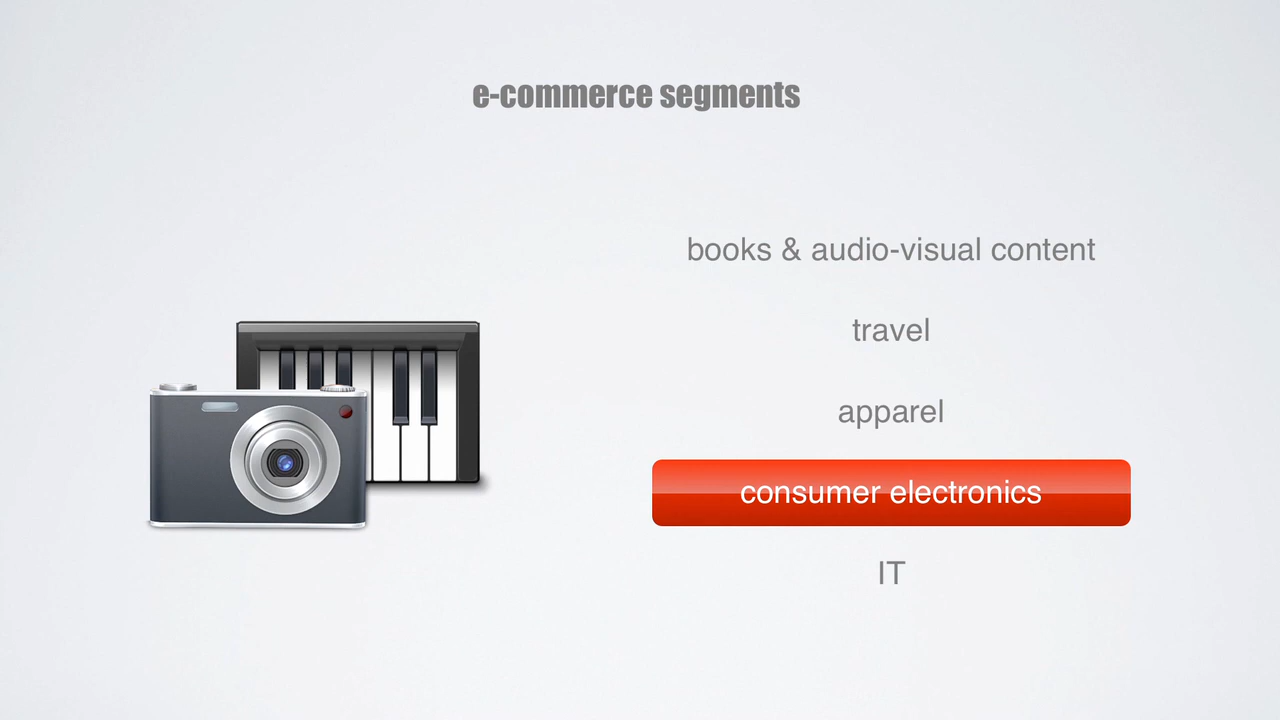 e-commerce segments
books & audio-visual content
travel
apparel
consumer electronics
IT